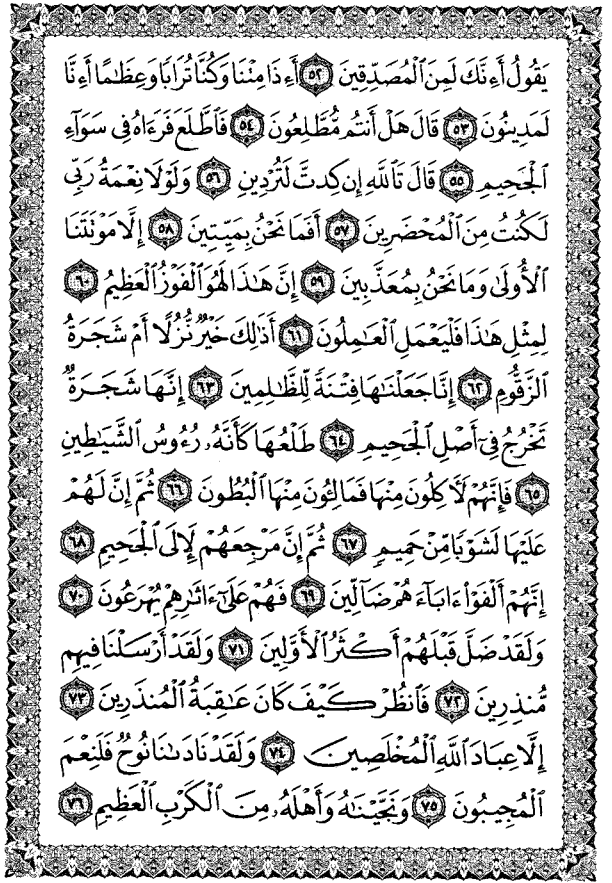 يَقُولُ أَءِنَّكَ لَمِنَ ٱلْمُصَدِّقِينَ ٥٢ أَءِذَا مِتْنَا وَكُنَّا تُرَابًا وَعِظَٰمًا أَءِنَّا
لَمَدِينُونَ ٥٣ قَالَ هَلْ أَنتُم مُّطَّلِعُونَ ٥٤ فَٱطَّلَعَ فَرَءَاهُ فِى سَوَآءِ
ٱلْجَحِيمِ ٥٥ قَالَ تَٱللَّهِ إِن كِدتَّ لَتُرْدِينِ ٥٦ وَلَوْلَا نِعْمَةُ رَبِّى
لَكُنتُ مِنَ ٱلْمُحْضَرِينَ ٥٧ أَفَمَا نَحْنُ بِمَيِّتِينَ ٥٨ إِلَّا مَوْتَتَنَا
ٱلْأُولَىٰ وَمَا نَحْنُ بِمُعَذَّبِينَ ٥٩ إِنَّ هَٰذَا لَهُوَ ٱلْفَوْزُ ٱلْعَظِيمُ ٦٠
لِمِثْلِ هَٰذَا فَلْيَعْمَلِ ٱلْعَٰمِلُونَ ٦١ أَذَٰلِكَ خَيْرٌ نُّزُلًا أَمْ شَجَرَةُ
ٱلزَّقُّومِ ٦٢ إِنَّا جَعَلْنَٰهَا فِتْنَةً لِّلظَّٰلِمِينَ ٦٣ إِنَّهَا شَجَرَةٌ
تَخْرُجُ فِىٓ أَصْلِ ٱلْجَحِيمِ ٦٤ طَلْعُهَا كَأَنَّهُۥ رُءُوسُ ٱلشَّيَٰطِينِ
٦٥ فَإِنَّهُمْ لَءَاكِلُونَ مِنْهَا فَمَالِـُٔونَ مِنْهَا ٱلْبُطُونَ ٦٦ ثُمَّ إِنَّ لَهُمْ
عَلَيْهَا لَشَوْبًا مِّنْ حَمِيمٍ ٦٧ ثُمَّ إِنَّ مَرْجِعَهُمْ لَإِلَى ٱلْجَحِيمِ ٦٨
إِنَّهُمْ أَلْفَوْا۟ ءَابَآءَهُمْ ضَآلِّينَ ٦٩ فَهُمْ عَلَىٰٓ ءَاثَٰرِهِمْ يُهْرَعُونَ ٧٠
وَلَقَدْ ضَلَّ قَبْلَهُمْ أَكْثَرُ ٱلْأَوَّلِينَ ٧١ وَلَقَدْ أَرْسَلْنَا فِيهِم
مُّنذِرِينَ ٧٢ فَٱنظُرْ كَيْفَ كَانَ عَٰقِبَةُ ٱلْمُنذَرِينَ ٧٣
إِلَّا عِبَادَ ٱللَّهِ ٱلْمُخْلَصِينَ ٧٤ وَلَقَدْ نَادَىٰنَا نُوحٌ فَلَنِعْمَ
ٱلْمُجِيبُونَ ٧٥ وَنَجَّيْنَٰهُ وَأَهْلَهُۥ مِنَ ٱلْكَرْبِ ٱلْعَظِيمِ ٧٦